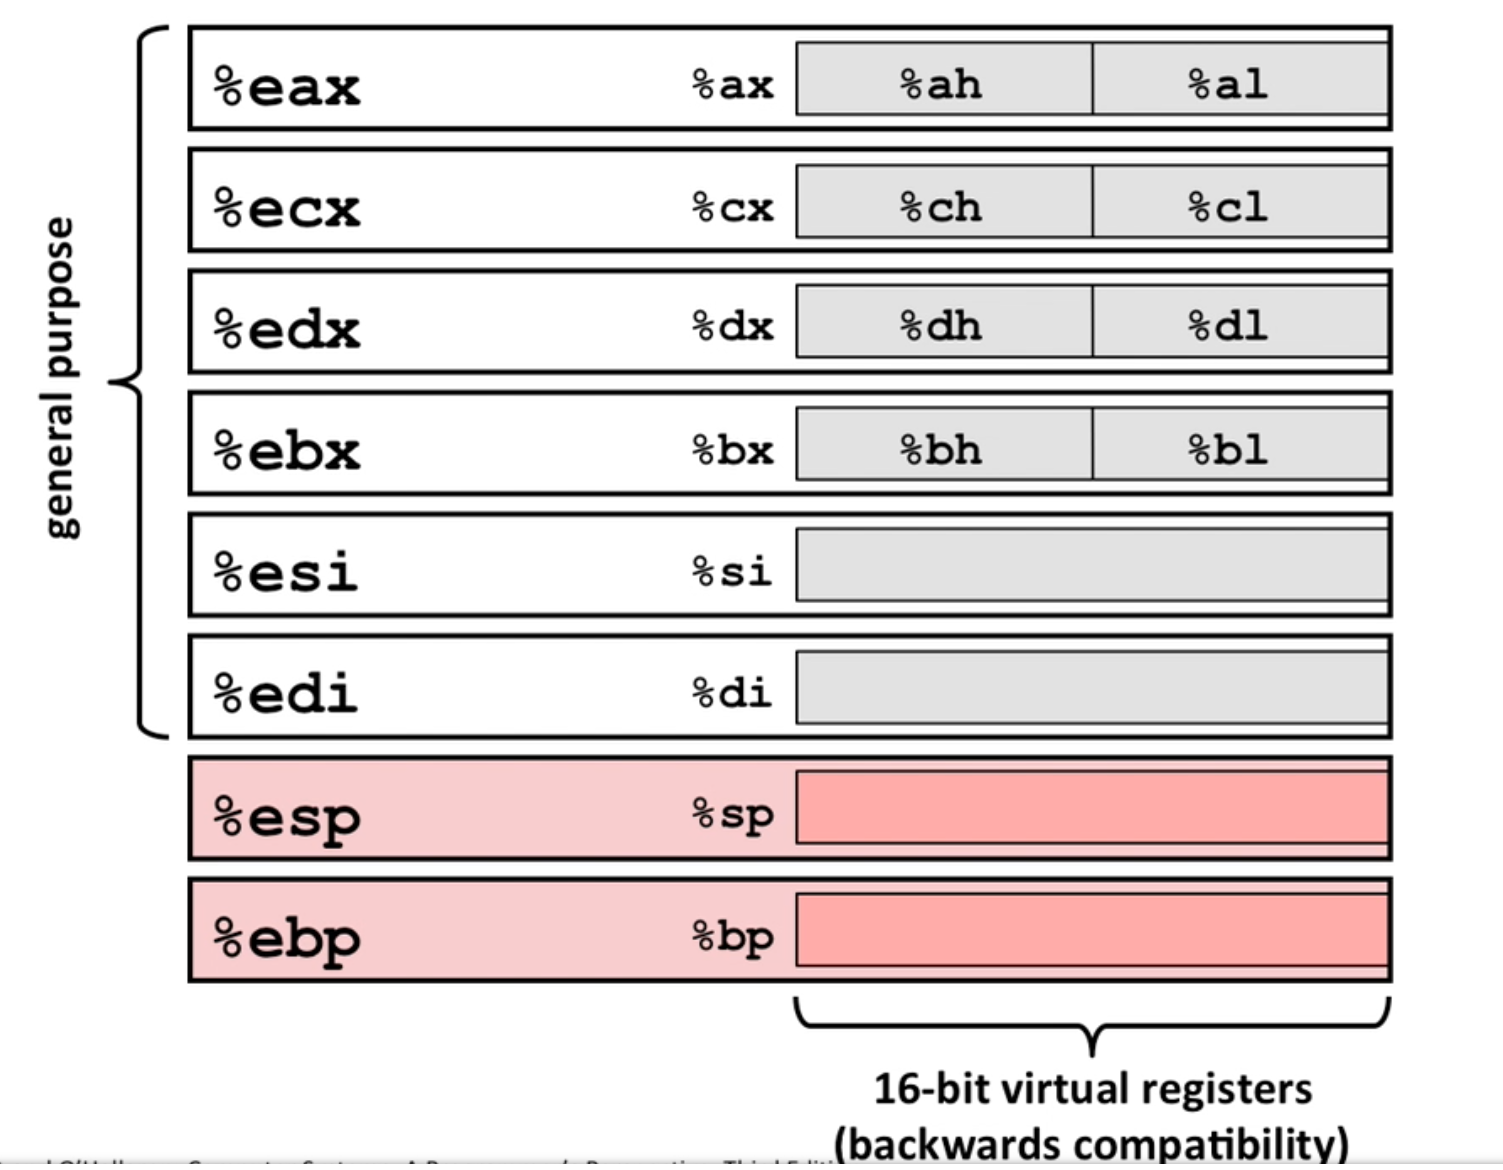 general purpose
%eax %ax %ah %al
%ecx %cx %ch %cl
%edx %dx %dh %dl
%ebx %bx %bh %bl
%esi %si
%edi %di
%esp %sp
%ebp %bp
16-bit virtual registers
(backwards compatibility)